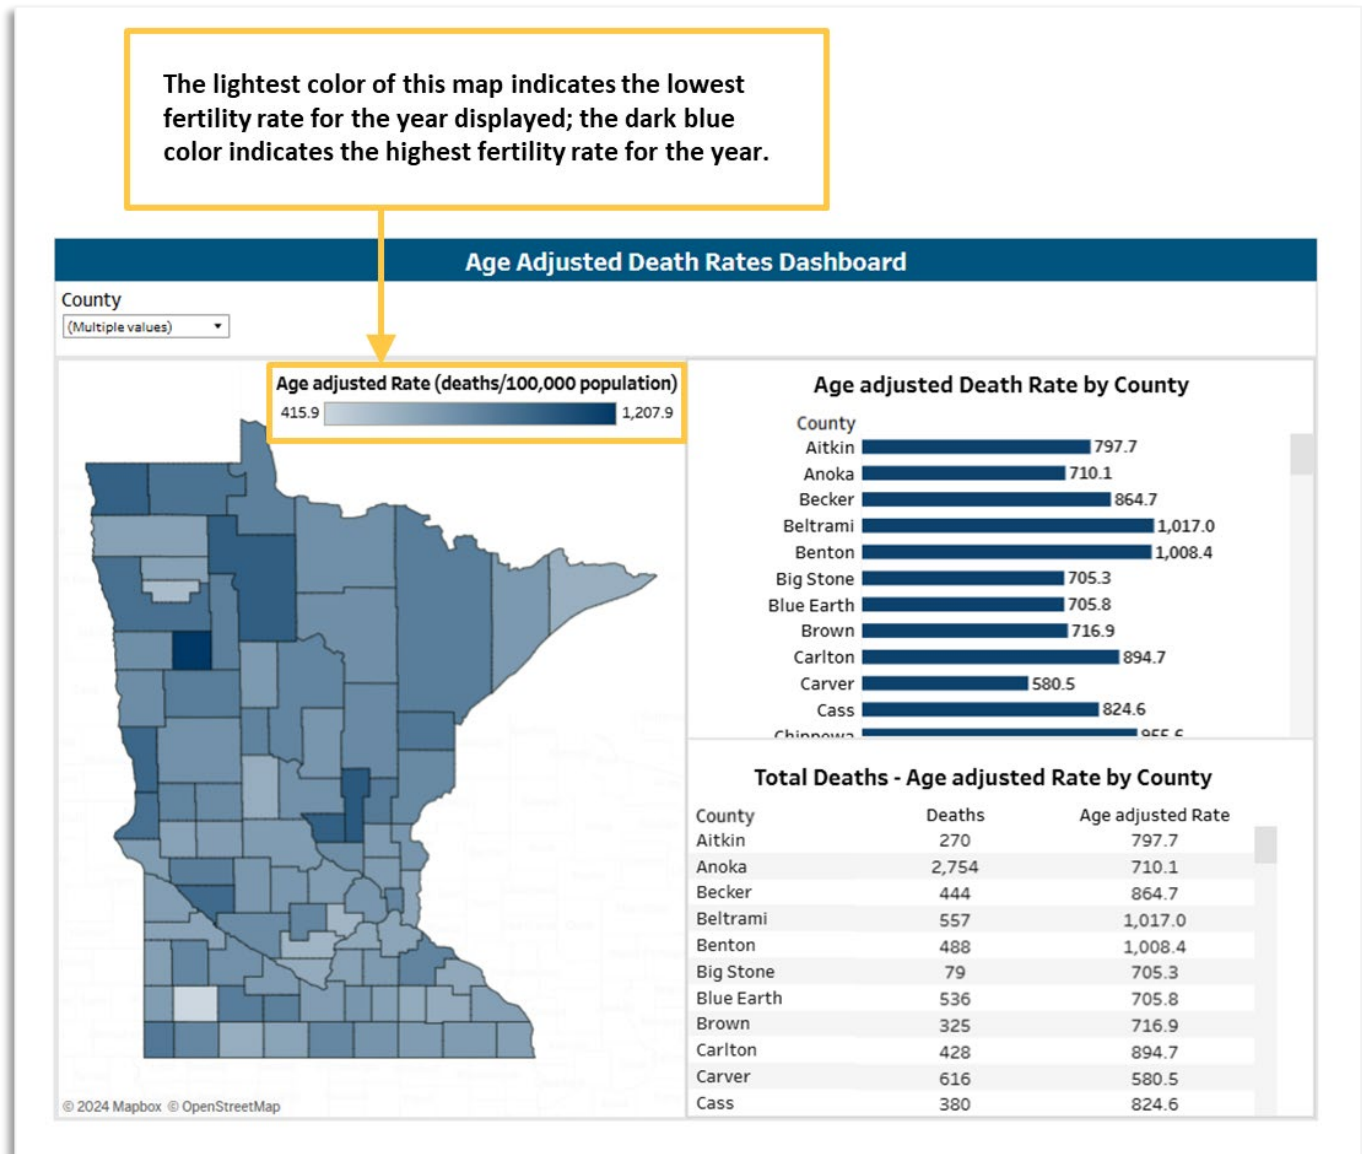 The lightest color of this map indicates the lowest
fertility rate for the year displayed; the dark blue
color indicates the highest fertility rate for the year.
Age Adjusted Death Rates Dashboard
County
(Multiple values)
Age adjusted Rate (deaths/100,000 population)
415.9 1,207.9
© 2024 Mapbox © OpenStreetMap
Age adjusted Death Rate by County
County
Aitkin 797.7
Anoka 710.1
Becker 864.7
Beltrami 1,017.0
Benton 1,008.4
Big Stone 705.3
Blue Earth 705.8
Brown 716.9
Carlton 894.7
Carver 580.5
Cass 824.6
Chippewa
Total Deaths - Age adjusted Rate by County
County Deaths Age adjusted Rate
Aitkin 270 797.7
Anoka 2,754 710.1
Becker 444 864.7
Beltrami 557 1,017.0
Benton 488 1,008.4
Big Stone 79 705.3
Blue Earth 536 705.8
Brown 325 716.9
Carlton 428 894.7
Carver 616 580.5
Cass 380 824.6